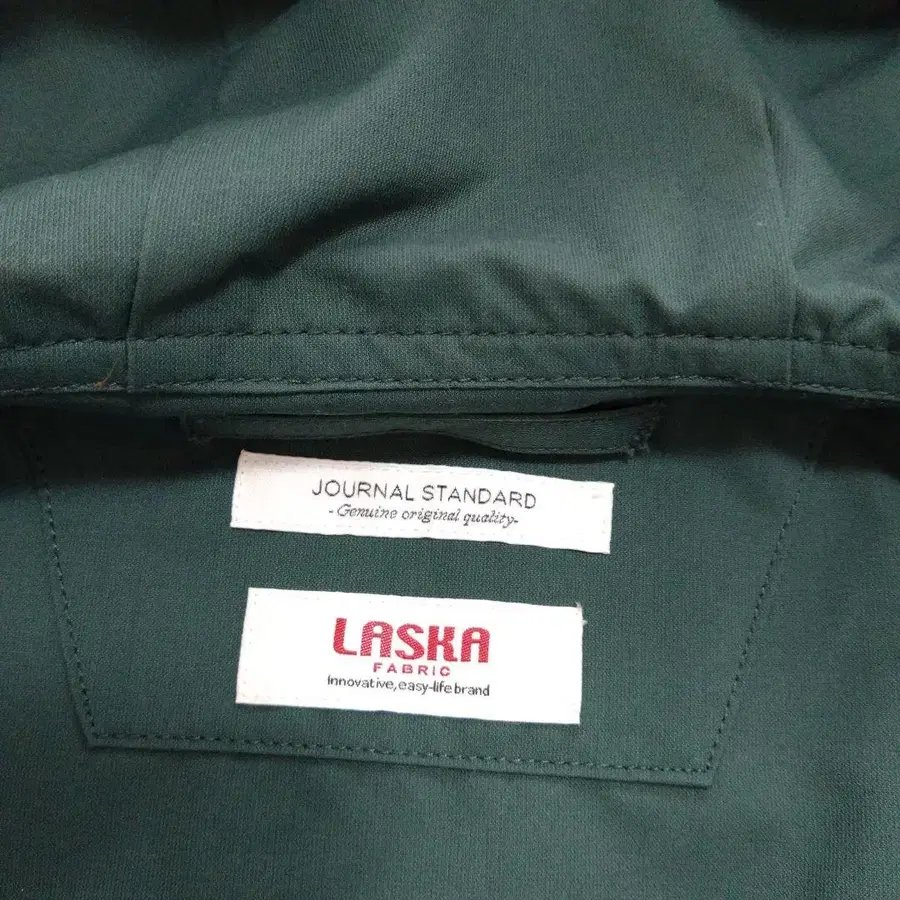 JOURNAL STANDARD
- Genuine original quality-
LASKA
FABRIC
Innovative, easy-life brand